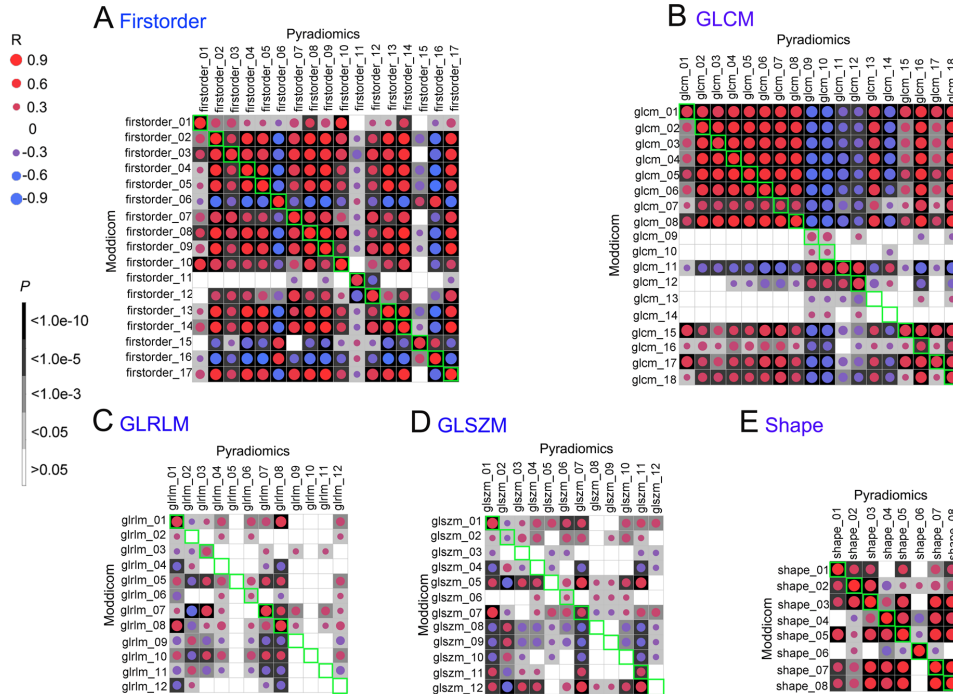 A Firstorder
Pyradiomics
firstorder_01
firstorder_02
firstorder_03
firstorder_04
firstorder_05
firstorder_06
firstorder_07
firstorder_08
firstorder_09
firstorder_10
firstorder_11
firstorder_12
firstorder_13
firstorder_14
firstorder_15
firstorder_16
firstorder_17
Moddicom
firstorder_01
firstorder_02
firstorder_03
firstorder_04
firstorder_05
firstorder_06
firstorder_07
firstorder_08
firstorder_09
firstorder_10
firstorder_11
firstorder_12
firstorder_13
firstorder_14
firstorder_15
firstorder_16
firstorder_17
R
0.9
0.6
0.3
0
-0.3
-0.6
-0.9
P
<1.0e-10
<1.0e-5
<1.0e-3
<0.05
>0.05
B GLCM
Pyradiomics
glcm_01
glcm_02
glcm_03
glcm_04
glcm_05
glcm_06
glcm_07
glcm_08
glcm_09
glcm_10
glcm_11
glcm_12
glcm_13
glcm_14
glcm_15
glcm_16
glcm_17
glcm_18
Moddicom
glcm_01
glcm_02
glcm_03
glcm_04
glcm_05
glcm_06
glcm_07
glcm_08
glcm_09
glcm_10
glcm_11
glcm_12
glcm_13
glcm_14
glcm_15
glcm_16
glcm_17
glcm_18
C GLRLM
Pyradiomics
glrlm_01
glrlm_02
glrlm_03
glrlm_04
glrlm_05
glrlm_06
glrlm_07
glrlm_08
glrlm_09
glrlm_10
glrlm_11
glrlm_12
Moddicom
glrlm_01
glrlm_02
glrlm_03
glrlm_04
glrlm_05
glrlm_06
glrlm_07
glrlm_08
glrlm_09
glrlm_10
glrlm_11
glrlm_12
D GLSZM
Pyradiomics
glszm_01
glszm_02
glszm_03
glszm_04
glszm_05
glszm_06
glszm_07
glszm_08
glszm_09
glszm_10
glszm_11
glszm_12
Moddicom
glszm_01
glszm_02
glszm_03
glszm_04
glszm_05
glszm_06
glszm_07
glszm_08
glszm_09
glszm_10
glszm_11
glszm_12
E Shape
Pyradiomics
shape_01
shape_02
shape_03
shape_04
shape_05
shape_06
shape_07
shape_08
Moddicom
shape_01
shape_02
shape_03
shape_04
shape_05
shape_06
shape_07
shape_08